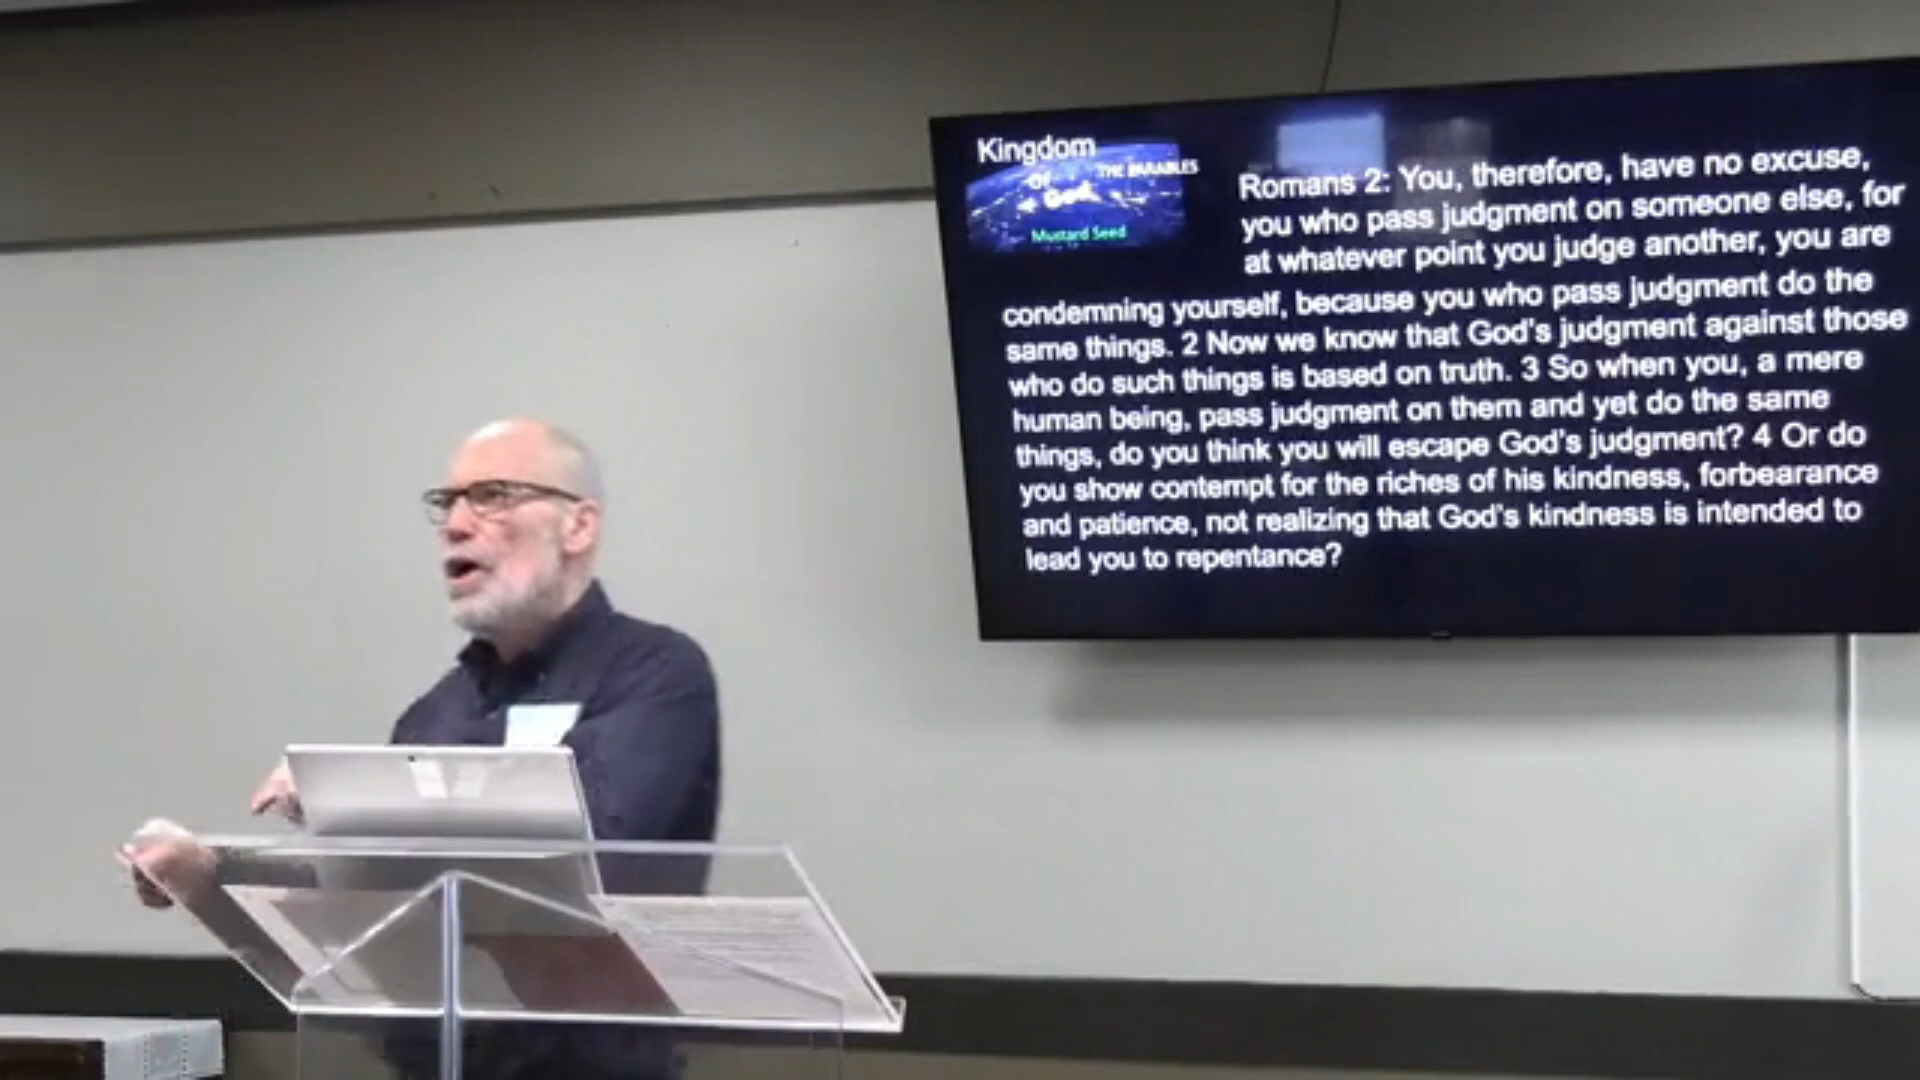 Kingdom
Of
God
THE PARABLES
Mustard Seed
Romans 2: You, therefore, have no excuse,
you who pass judgment on someone else, for
at whatever point you judge another, you are
condemning yourself, because you who pass judgment do the
same things. 2 Now we know that God's judgment against those
who do such things is based on truth. 3 So when you, a mere
human being, pass judgment on them and yet do the same
things, do you think you will escape God's judgment? 4 Or do
you show contempt for the riches of his kindness, forbearance
and patience, not realizing that God's kindness is intended to
lead you to repentance?